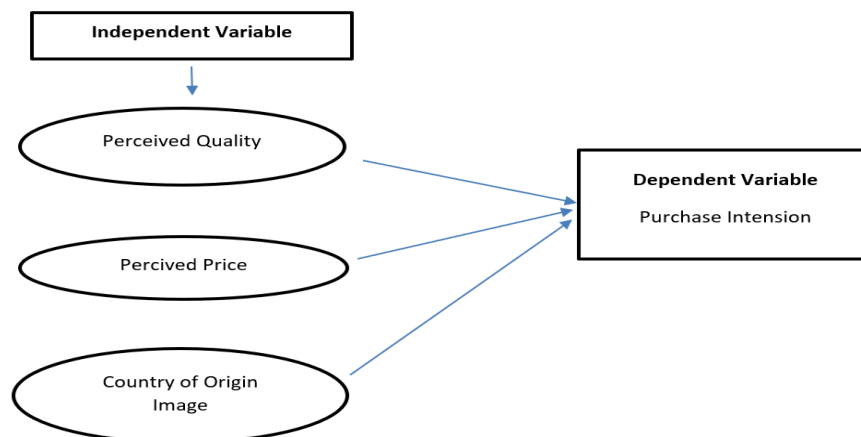 Independent Variable
Perceived Quality
Dependent Variable
Purchase Intension
Percived Price
Country of Origin
Image